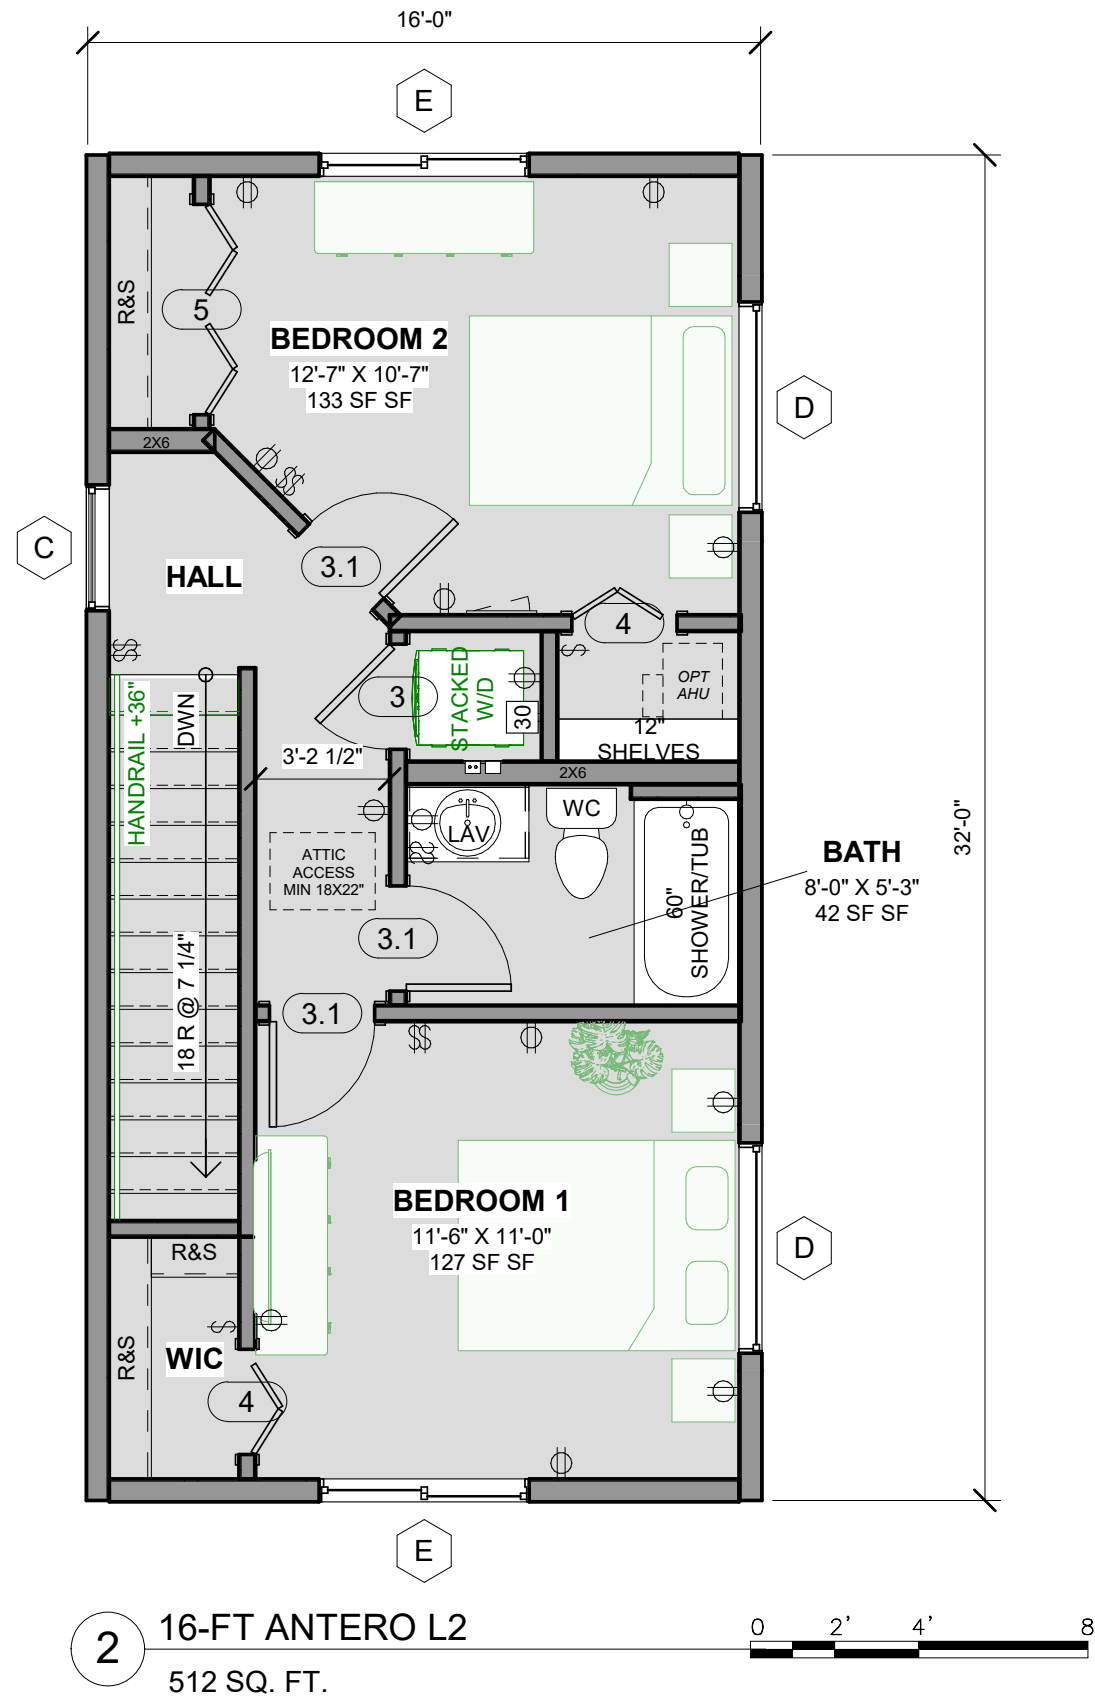 16'-0"
E
R&S
5
BEDROOM 2
12'-7" X 10'-7"
133 SF SF
D
2X6
C
HALL
3.1
4
OPT
AHU
HANDRAIL +36"
DWN
3
STACKED
W/D
30
12"
SHELVES
3'-2 1/2"
2X6
32'-0"
LAV
WC
60"
SHOWER/TUB
BATH
8'-0" X 5'-3"
42 SF SF
ATTIC
ACCESS
MIN 18X22"
18 R @ 7 1/4"
3.1
3.1
BEDROOM 1
11'-6" X 11'-0"
127 SF SF
D
R&S
R&S
WIC
4
E
2
16-FT ANTERO L2
512 SQ. FT.
0 2' 4' 8